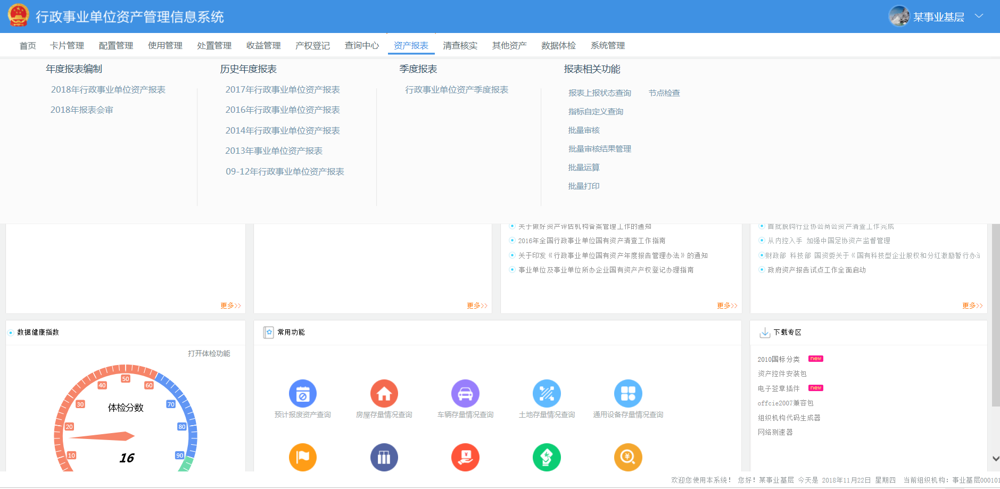 行政事业单位资产管理信息系统
某事业基层
首页 卡片管理 配置管理 使用管理 处置管理 收益管理 产权登记 查询中心 资产报表 清查核实 其他资产 数据体检 系统管理
年度报表编制
2018年行政事业单位资产报表
2018年报表会审
历史年度报表
2017年行政事业单位资产报表
2016年行政事业单位资产报表
2014年行政事业单位资产报表
2013年事业单位资产报表
09-12年行政事业单位资产报表
季度报表
行政事业单位资产季度报表
报表相关功能
报表上报状态查询 节点检查
指标自定义查询
批量审核
批量审核结果管理
批量运算
批量打印
更多>>
更多>>
关于做好资产评估机构备案管理工作的通知
2016年全国行政事业单位国有资产清查工作指南
关于印发《行政事业单位国有资产年度报告管理办法》的通知
事业单位及事业单位所办企业国有资产产权登记办理指南
更多>>
首批脱钩行业协会商会资产清查工作完成
从内控入手 加强中国足协资产监督管理
财政部 科技部 国资委关于《国有科技型企业股权和分红激励暂行办法
政府资产报告试点工作全面启动
更多>>
数据健康指数
打开体检功能
10 20 30 40 50 60 70 80 90
体检分数
16
常用功能
预计报废资产查询 房屋存量情况查询 车辆存量情况查询 土地存量情况查询 通用设备存量情况查询
下载专区
2010国标分类 new
资产控件安装包
电子签章插件 new
offcie2007兼容包
组织机构代码生成器
网络测速器
欢迎您使用本系统! 您好!某事业基层 今天是 2018年11月22日 星期四 当前组织机构:事业基层000101